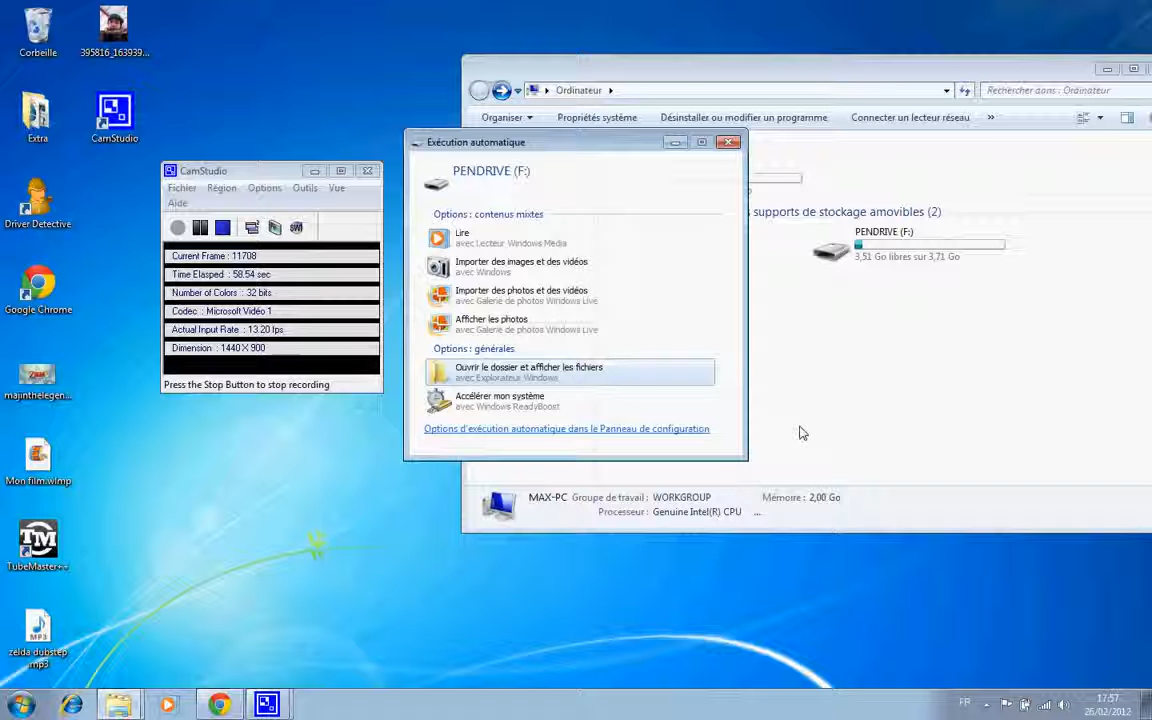 Corbeille
395816_163939...
Extra
CamStudio
Driver Detective
Google Chrome
majinthelegen...
Mon film.wlmp
TubeMaster++
zelda dubstep
mp3
CamStudio
Fichier Région Options Outils Vue
Aide
Current Frame : 11708
Time Elasped : 58.54 sec
Number of Colors : 32 bits
Codec : Microsoft Vidéo 1
Actual Input Rate : 13.20 fps
Dimension : 1440 X 900
Press the Stop Button to stop recording
Exécution automatique
PENDRIVE (F:)
Options : contenus mixtes
Lire
avec Lecteur Windows Media
Importer des images et des vidéos
avec Windows
Importer des photos et des vidéos
avec Galerie de photos Windows Live
Afficher les photos
avec Galerie de photos Windows Live
Options : générales
Ouvrir le dossier et afficher les fichiers
avec Explorateur Windows
Accélérer mon système
avec Windows ReadyBoost
Options d'exécution automatique dans le Panneau de configuration
Ordinateur
Rechercher dans : Ordinateur
Organiser Propriétés système Désinstaller ou modifier un programme Connecter un lecteur réseau »
supports de stockage amovibles (2)
PENDRIVE (F:)
3,51 Go libres sur 3,71 Go
MAX-PC Groupe de travail : WORKGROUP Mémoire : 2,00 Go
Processeur : Genuine Intel(R) CPU ...
FR
17:57
26/02/2012